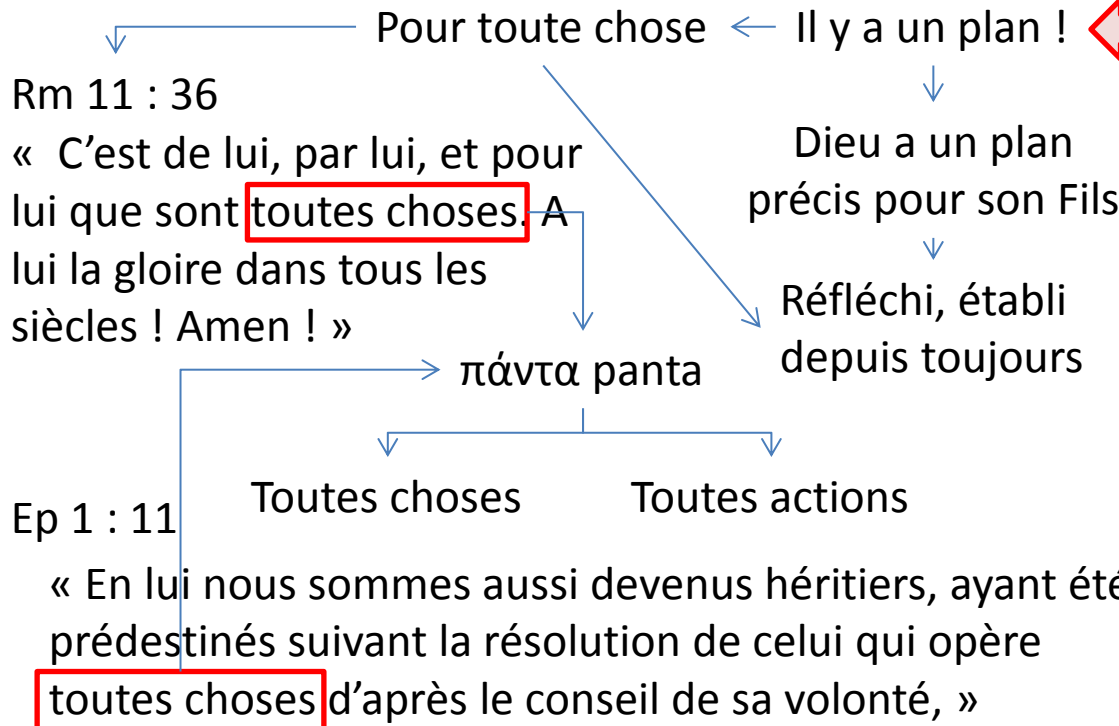 Pour toute chose
Il y a un plan !
Rm 11 : 36
« C’est de lui, par lui, et pour
lui que sont toutes choses. A
lui la gloire dans tous les
siècles ! Amen ! »
Dieu a un plan
précis pour son Fils
Réfléchi, établi
depuis toujours
πάντα panta
Toutes choses
Toutes actions
Ep 1 : 11
« En lui nous sommes aussi devenus héritiers, ayant été
prédestinés suivant la résolution de celui qui opère
toutes choses d’après le conseil de sa volonté, »